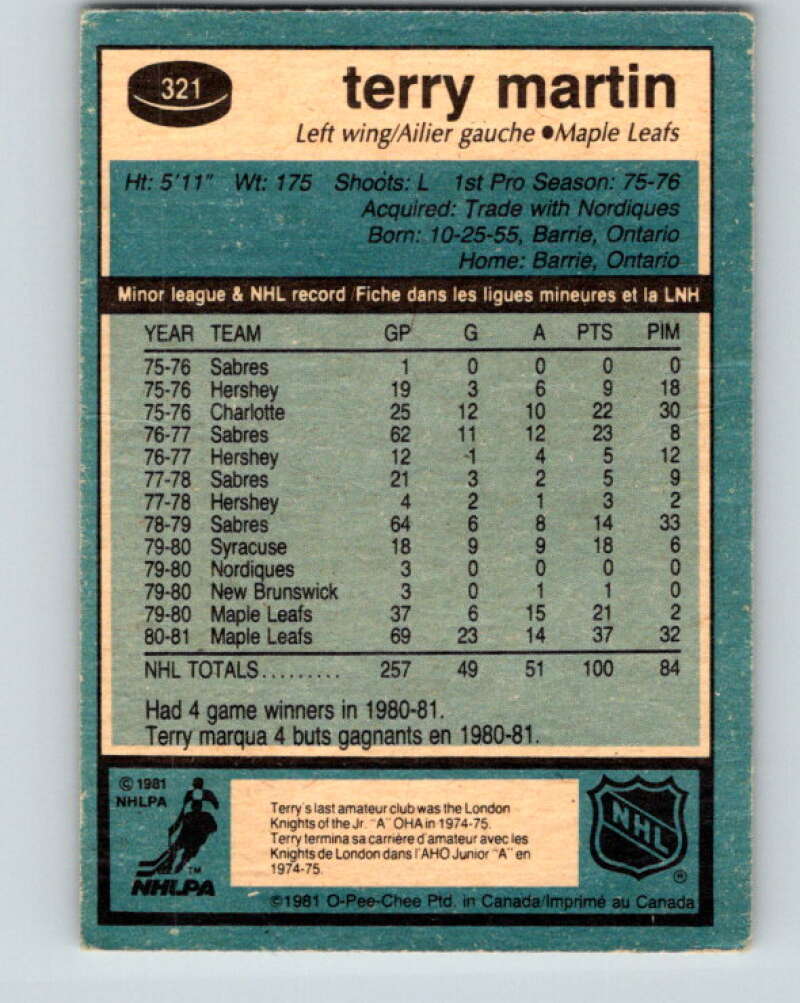 321
terry martin
Left wing/Ailier gauche ●Maple Leafs
Ht: 5'11" Wt: 175 Shoots: L 1st Pro Season: 75-76
Acquired: Trade with Nordiques
Born: 10-25-55, Barrie, Ontario
Home: Barrie, Ontario
Minor league & NHL record/Fiche dans les ligues mineures et la LNH
YEAR TEAM GP G A PTS PIM
75-76 Sabres 1 0 0 0 0
75-76 Hershey 19 3 6 9 18
75-76 Charlotte 25 12 10 22 30
76-77 Sabres 62 11 12 23 8
76-77 Hershey 12 1 4 5 12
77-78 Sabres 21 3 2 5 9
77-78 Hershey 4 2 1 3 2
78-79 Sabres 64 6 8 14 33
79-80 Syracuse 18 9 9 18 6
79-80 Nordiques 3 0 0 0 0
79-80 New Brunswick 3 0 1 1 0
79-80 Maple Leafs 37 6 15 21 2
80-81 Maple Leafs 69 23 14 37 32
NHL TOTALS......... 257 49 51 100 84
Had 4 game winners in 1980-81.
Terry marqua 4 buts gagnants en 1980-81.
© 1981
NHLPA
TM
NHLPA
Terry's last amateur club was the London
Knights of the Jr. "A" OHA in 1974-75.
Terry termina sa carrière d'amateur avec les
Knights de London dans l'AHO Junior "A" en
1974-75.
NHL
®
©1981 O-Pee-Chee Ptd. in Canada/Imprimé au Canada